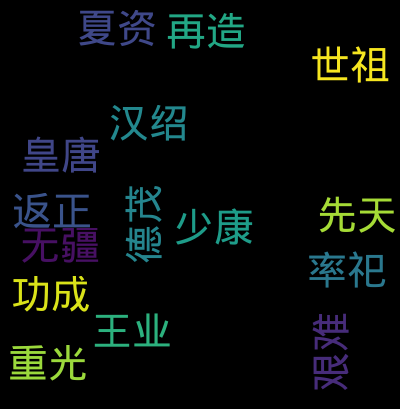 夏资
再造
世祖
汉绍
皇唐
返正
德茂
少康
先天
无疆
率祀
功成
王业
艰难
重光